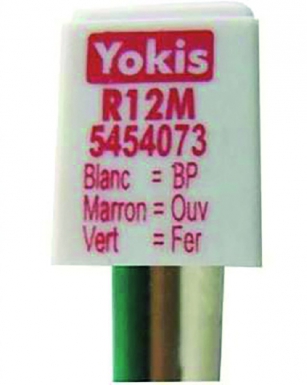 Yokis
R12M
5454073
Blanc = BP
Marron = Ouv
Vert = Fer